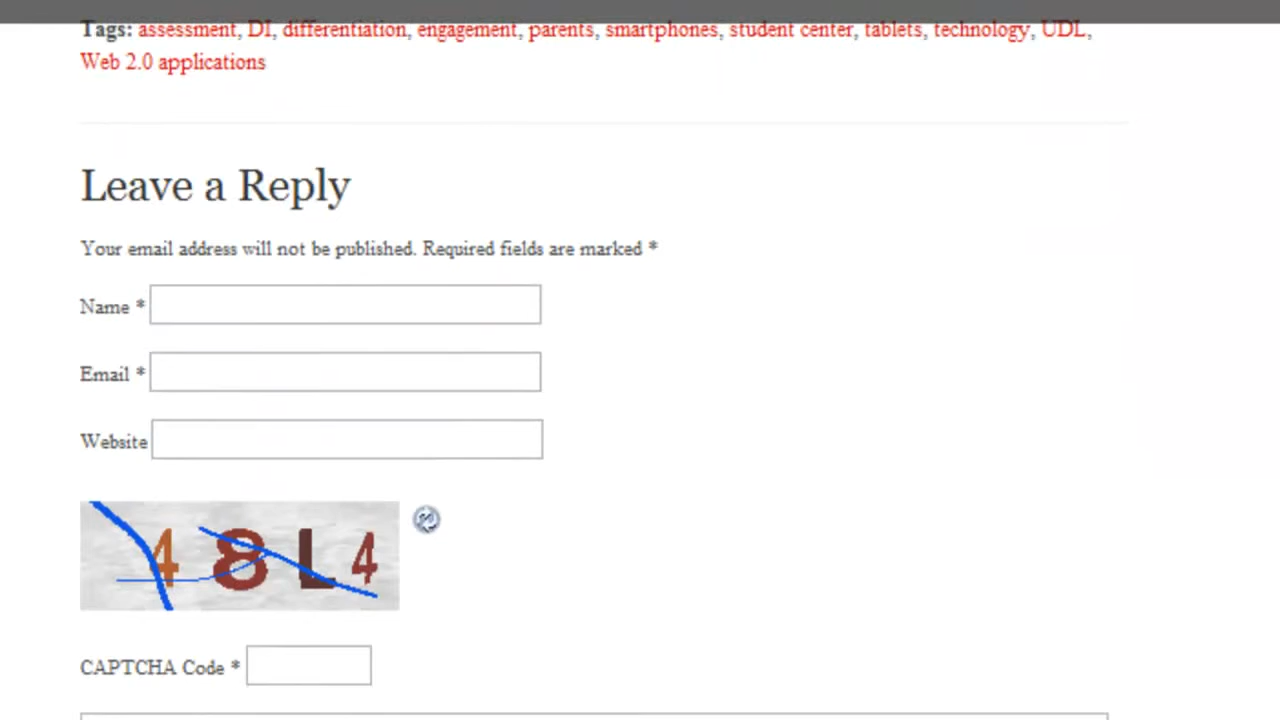 Tags: assessment, DI, differentiation, engagement, parents, smartphones, student center, tablets, technology, UDL,
Web 2.0 applications
Leave a Reply
Your email address will not be published. Required fields are marked *
Name *
Email *
Website
48L4
CAPTCHA Code *